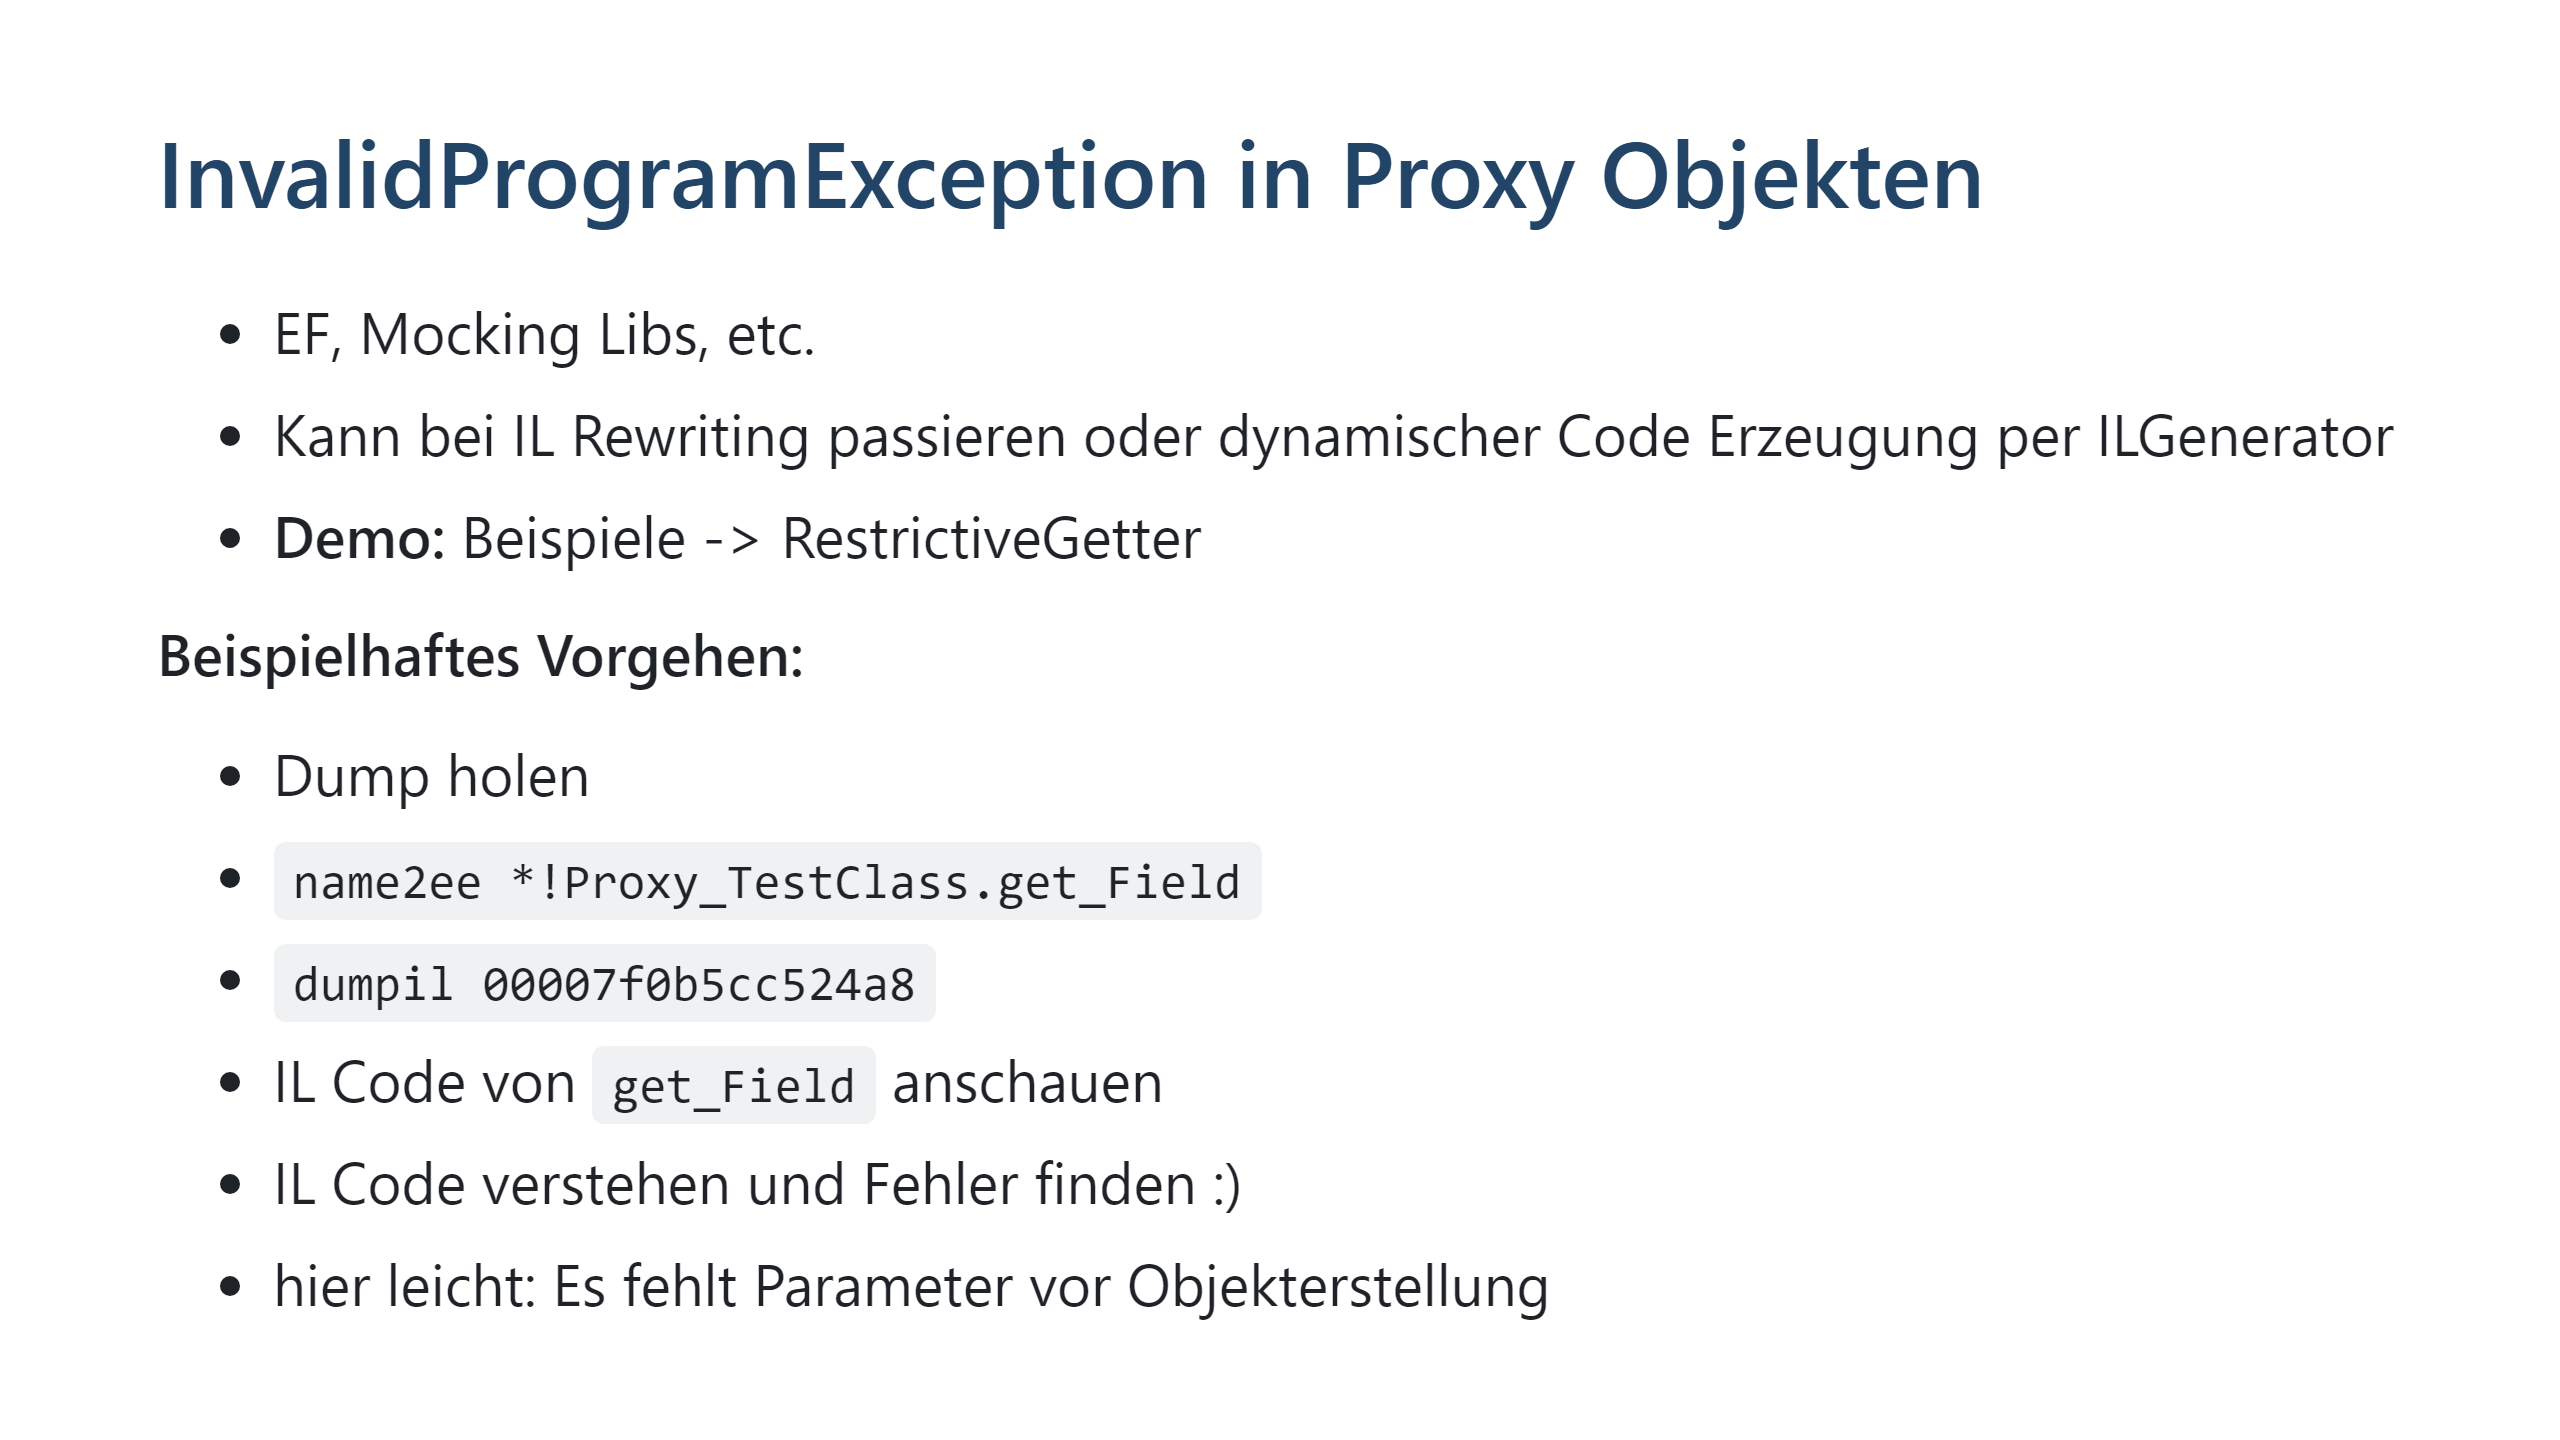 InvalidProgramException in Proxy Objekten
• EF, Mocking Libs, etc.
• Kann bei IL Rewriting passieren oder dynamischer Code Erzeugung per ILGenerator
• Demo: Beispiele -> RestrictiveGetter
Beispielhaftes Vorgehen:
• Dump holen
• name2ee *!Proxy_TestClass.get_Field
• dumpil 00007f0b5cc524a8
• IL Code von get_Field anschauen
• IL Code verstehen und Fehler finden :)
• hier leicht: Es fehlt Parameter vor Objekterstellung